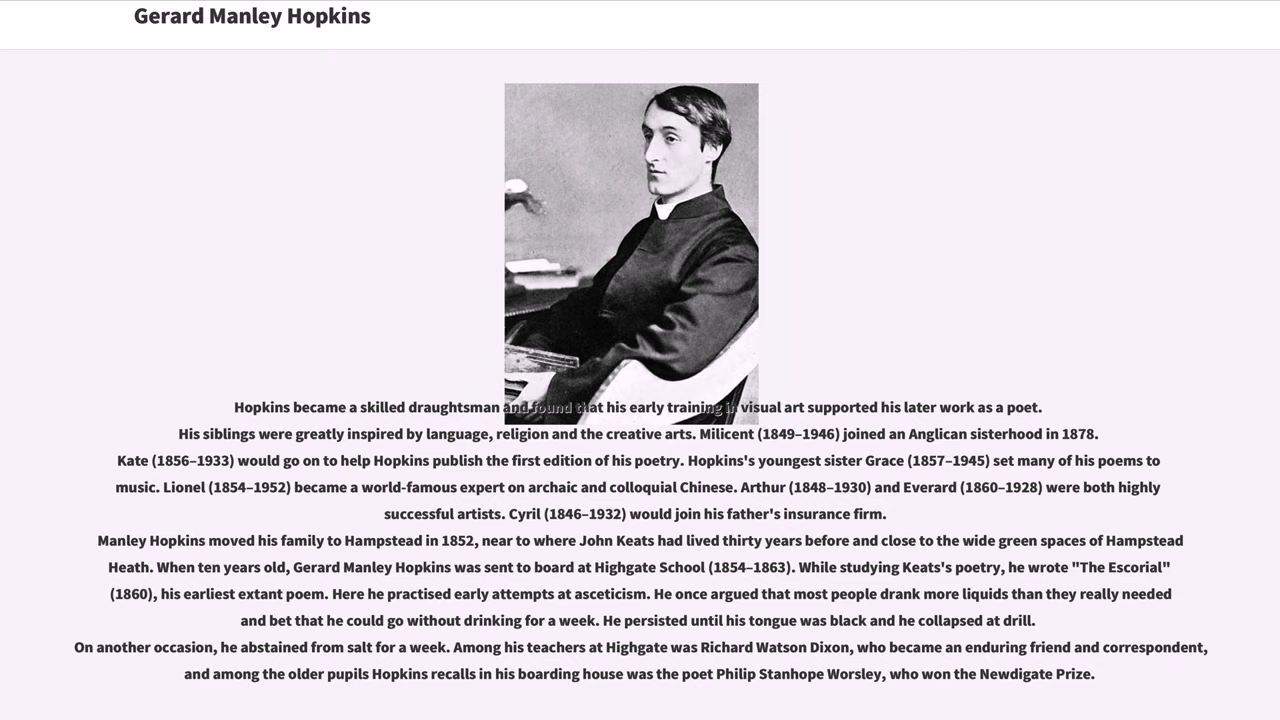 Gerard Manley Hopkins
Hopkins became a skilled draughtsman and found that his early training in visual art supported his later work as a poet.
His siblings were greatly inspired by language, religion and the creative arts. Milicent (1849–1946) joined an Anglican sisterhood in 1878.
Kate (1856–1933) would go on to help Hopkins publish the first edition of his poetry. Hopkins's youngest sister Grace (1857–1945) set many of his poems to
music. Lionel (1854–1952) became a world-famous expert on archaic and colloquial Chinese. Arthur (1848–1930) and Everard (1860–1928) were both highly
successful artists. Cyril (1846–1932) would join his father's insurance firm.
Manley Hopkins moved his family to Hampstead in 1852, near to where John Keats had lived thirty years before and close to the wide green spaces of Hampstead
Heath. When ten years old, Gerard Manley Hopkins was sent to board at Highgate School (1854–1863). While studying Keats's poetry, he wrote "The Escorial"
(1860), his earliest extant poem. Here he practised early attempts at asceticism. He once argued that most people drank more liquids than they really needed
and bet that he could go without drinking for a week. He persisted until his tongue was black and he collapsed at drill.
On another occasion, he abstained from salt for a week. Among his teachers at Highgate was Richard Watson Dixon, who became an enduring friend and correspondent,
and among the older pupils Hopkins recalls in his boarding house was the poet Philip Stanhope Worsley, who won the Newdigate Prize.